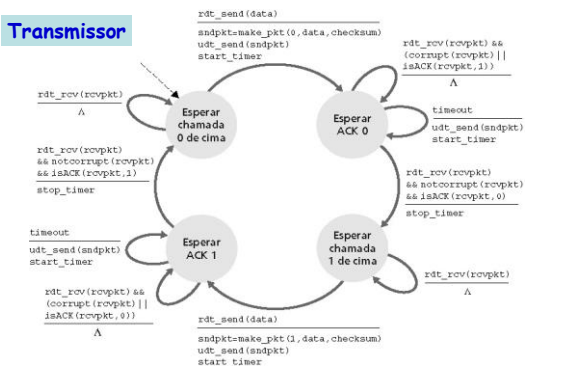 Transmissor
rdt_send(data)
sndpkt=make_pkt(0,data,checksum)
udt_send(sndpkt)
start_timer
rdt_rcv(rcvpkt) &&
(corrupt(rcvpkt)||
isACK(rcvpkt,1))
Λ
rdt_rcv(rcvpkt)
Λ
Esperar
chamada
0 de cima
Esperar
ACK 0
timeout
udt_send(sndpkt)
start_timer
rdt_rcv(rcvpkt)
&& notcorrupt(rcvpkt)
&& isACK(rcvpkt,1)
stop_timer
rdt_rcv(rcvpkt)
&& notcorrupt(rcvpkt)
&& isACK(rcvpkt,0)
stop_timer
timeout
udt_send(sndpkt)
start_timer
Esperar
ACK 1
Esperar
chamada
1 de cima
rdt_rcv(rcvpkt)
Λ
rdt_rcv(rcvpkt) &&
(corrupt(rcvpkt)||
isACK(rcvpkt,0))
Λ
rdt_send(data)
sndpkt=make_pkt(1,data,checksum)
udt_send(sndpkt)
start timer